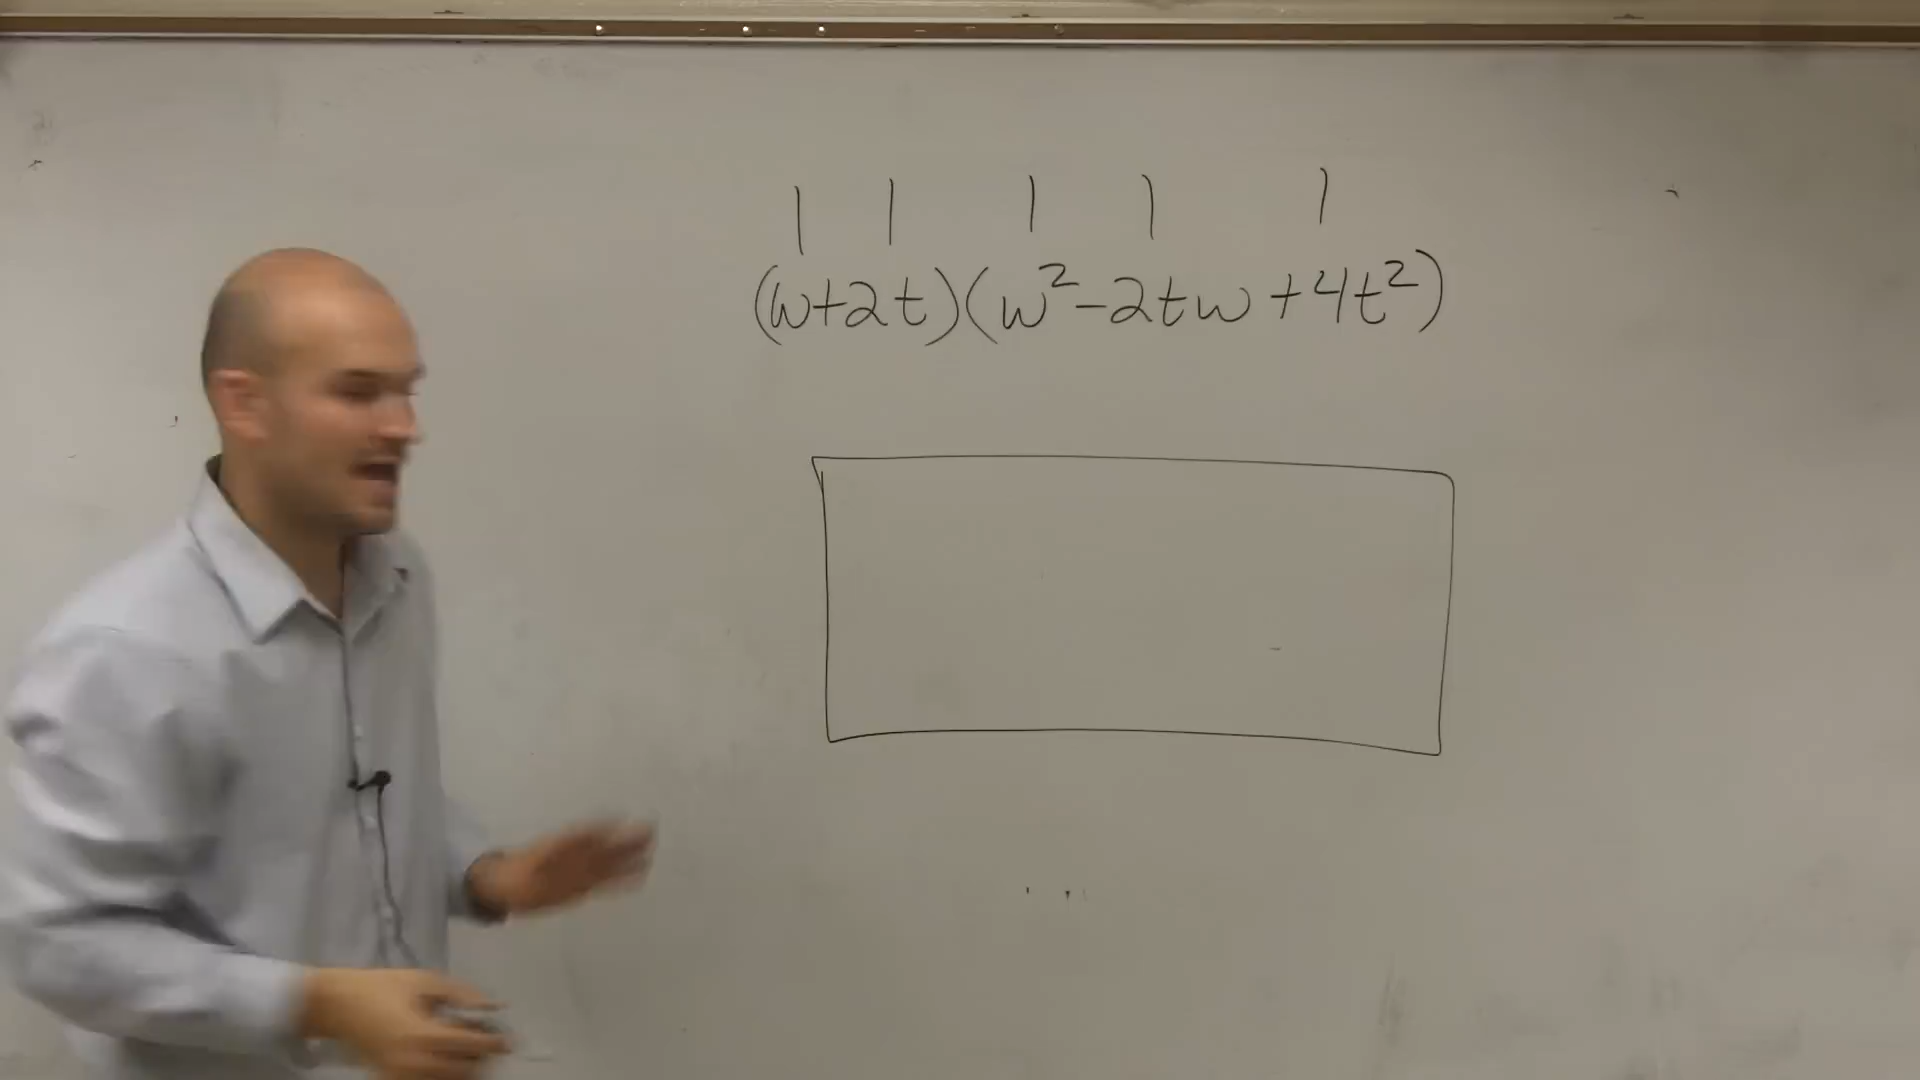 | | | | |
(w+2t)(w²-2tw+4t²)